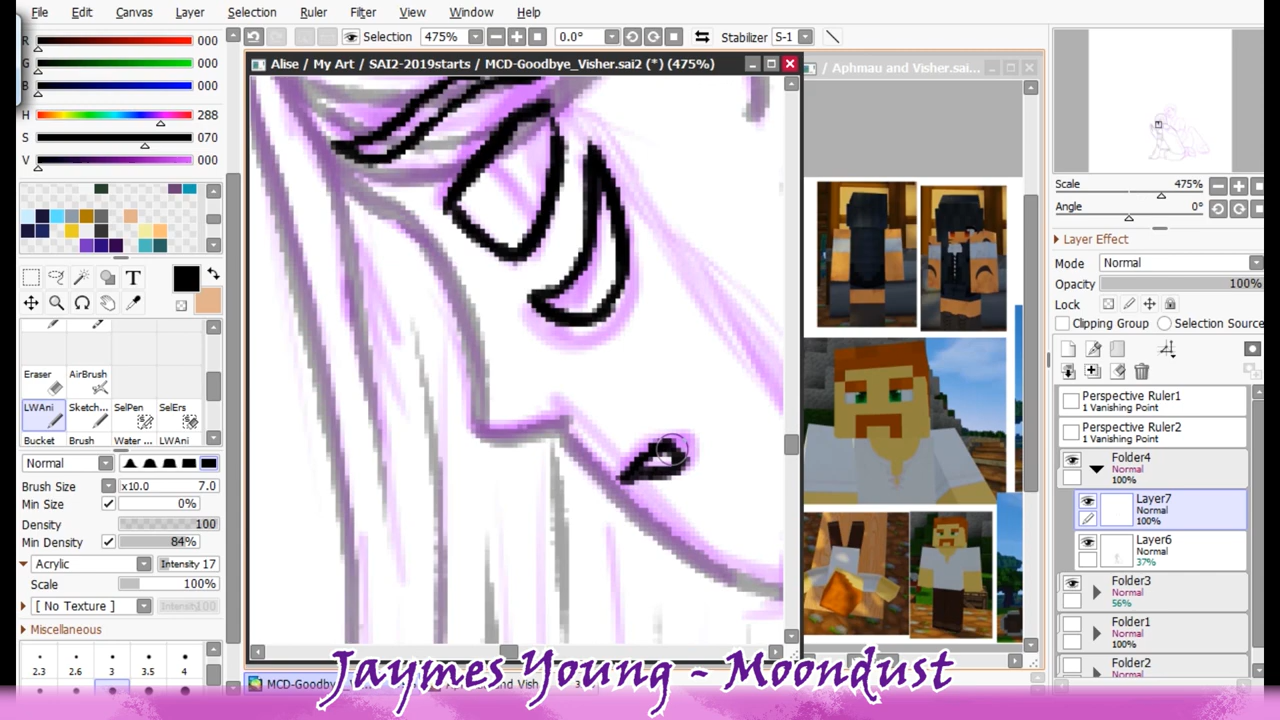 File Edit Canvas Layer Selection Ruler Filter View Window Help
R 000
G 000
B 000
H 288
S 070
V 000
Selection 475% 0.0° Stabilizer S-1
Alise / My Art / SAI2-2019starts / MCD-Goodbye_Visher.sai2 (*) (475%)
/ Aphmau and Visher.sai...
T
Eraser AirBrush
LWAni Sketch... SelPen SelErs
Bucket Brush Water ... LWAni
Normal
Brush Size x10.0 7.0
Min Size 0%
Density 100
Min Density 84%
Acrylic Intensity 17
Scale 100%
[ No Texture ] Intensity 100
Miscellaneous
2.3 2.6 3 3.5 4
Scale 475%
Angle 0°
Layer Effect
Mode Normal
Opacity 100%
Lock
Clipping Group Selection Source
Perspective Ruler1
1 Vanishing Point
Perspective Ruler2
1 Vanishing Point
Folder4
Normal
100%
Layer7
Normal
100%
Layer6
Normal
37%
Folder3
Normal
56%
Folder1
Normal
100%
Folder2
Normal
MCD-Goodb
Jaymes Young - Moondust